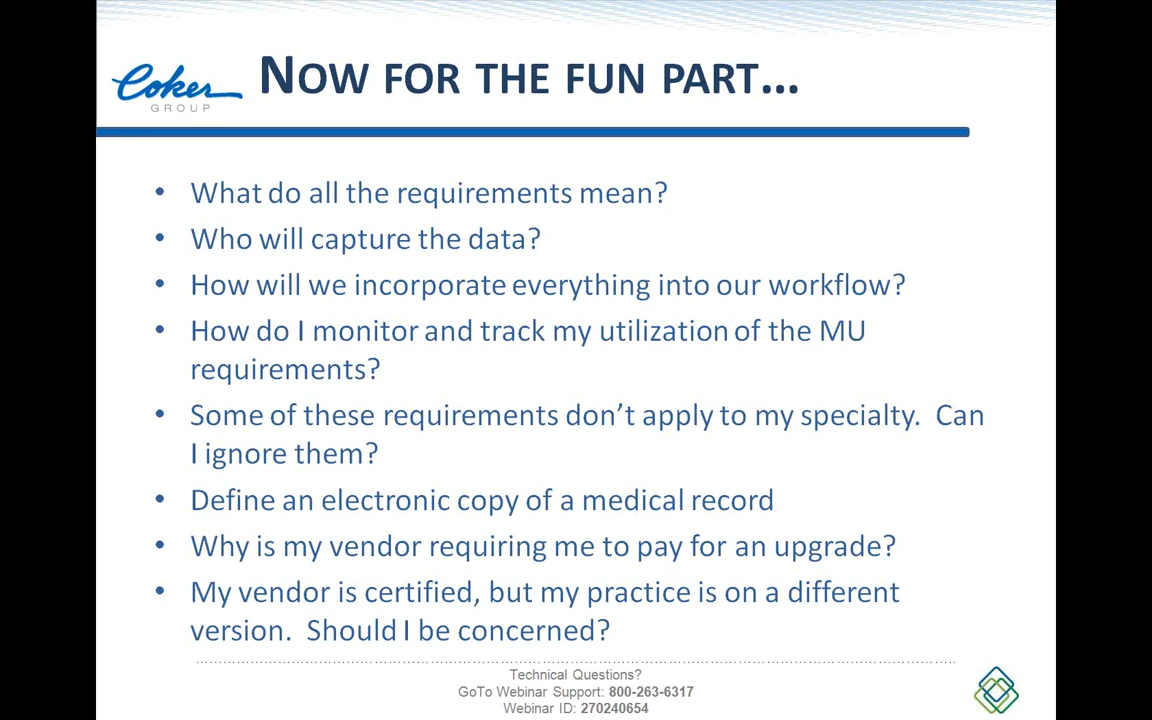 Coker
GROUP
NOW FOR THE FUN PART...
• What do all the requirements mean?
• Who will capture the data?
• How will we incorporate everything into our workflow?
• How do I monitor and track my utilization of the MU
requirements?
• Some of these requirements don’t apply to my specialty.  Can
I ignore them?
• Define an electronic copy of a medical record
• Why is my vendor requiring me to pay for an upgrade?
• My vendor is certified, but my practice is on a different
version.  Should I be concerned?
Technical Questions?
GoTo Webinar Support: 800-263-6317
Webinar ID: 270240654